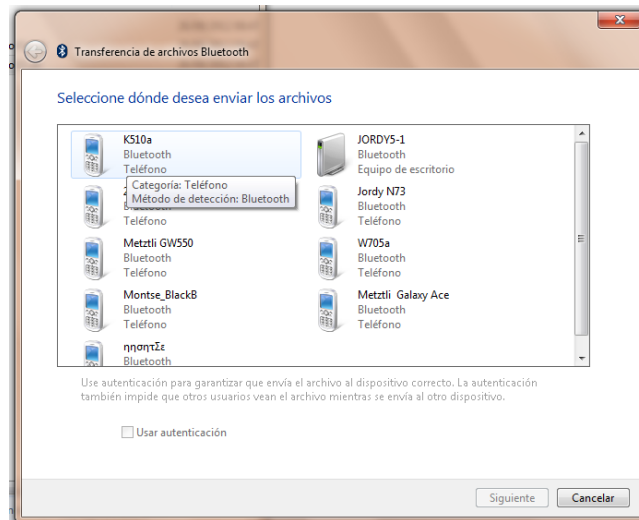 Transferencia de archivos Bluetooth
Seleccione dónde desea enviar los archivos
K510a
Bluetooth
Teléfono
Categoría: Teléfono
Método de detección: Bluetooth
Teléfono
Metztli GW550
Bluetooth
Teléfono
Montse_BlackB
Bluetooth
Teléfono
ηησητΣε
Bluetooth
JORDY5-1
Bluetooth
Equipo de escritorio
Jordy N73
Bluetooth
Teléfono
W705a
Bluetooth
Teléfono
Metztli Galaxy Ace
Bluetooth
Teléfono
Use autenticación para garantizar que envía el archivo al dispositivo correcto. La autenticación
también impide que otros usuarios vean el archivo mientras se envía al otro dispositivo.
Usar autenticación
Siguiente
Cancelar